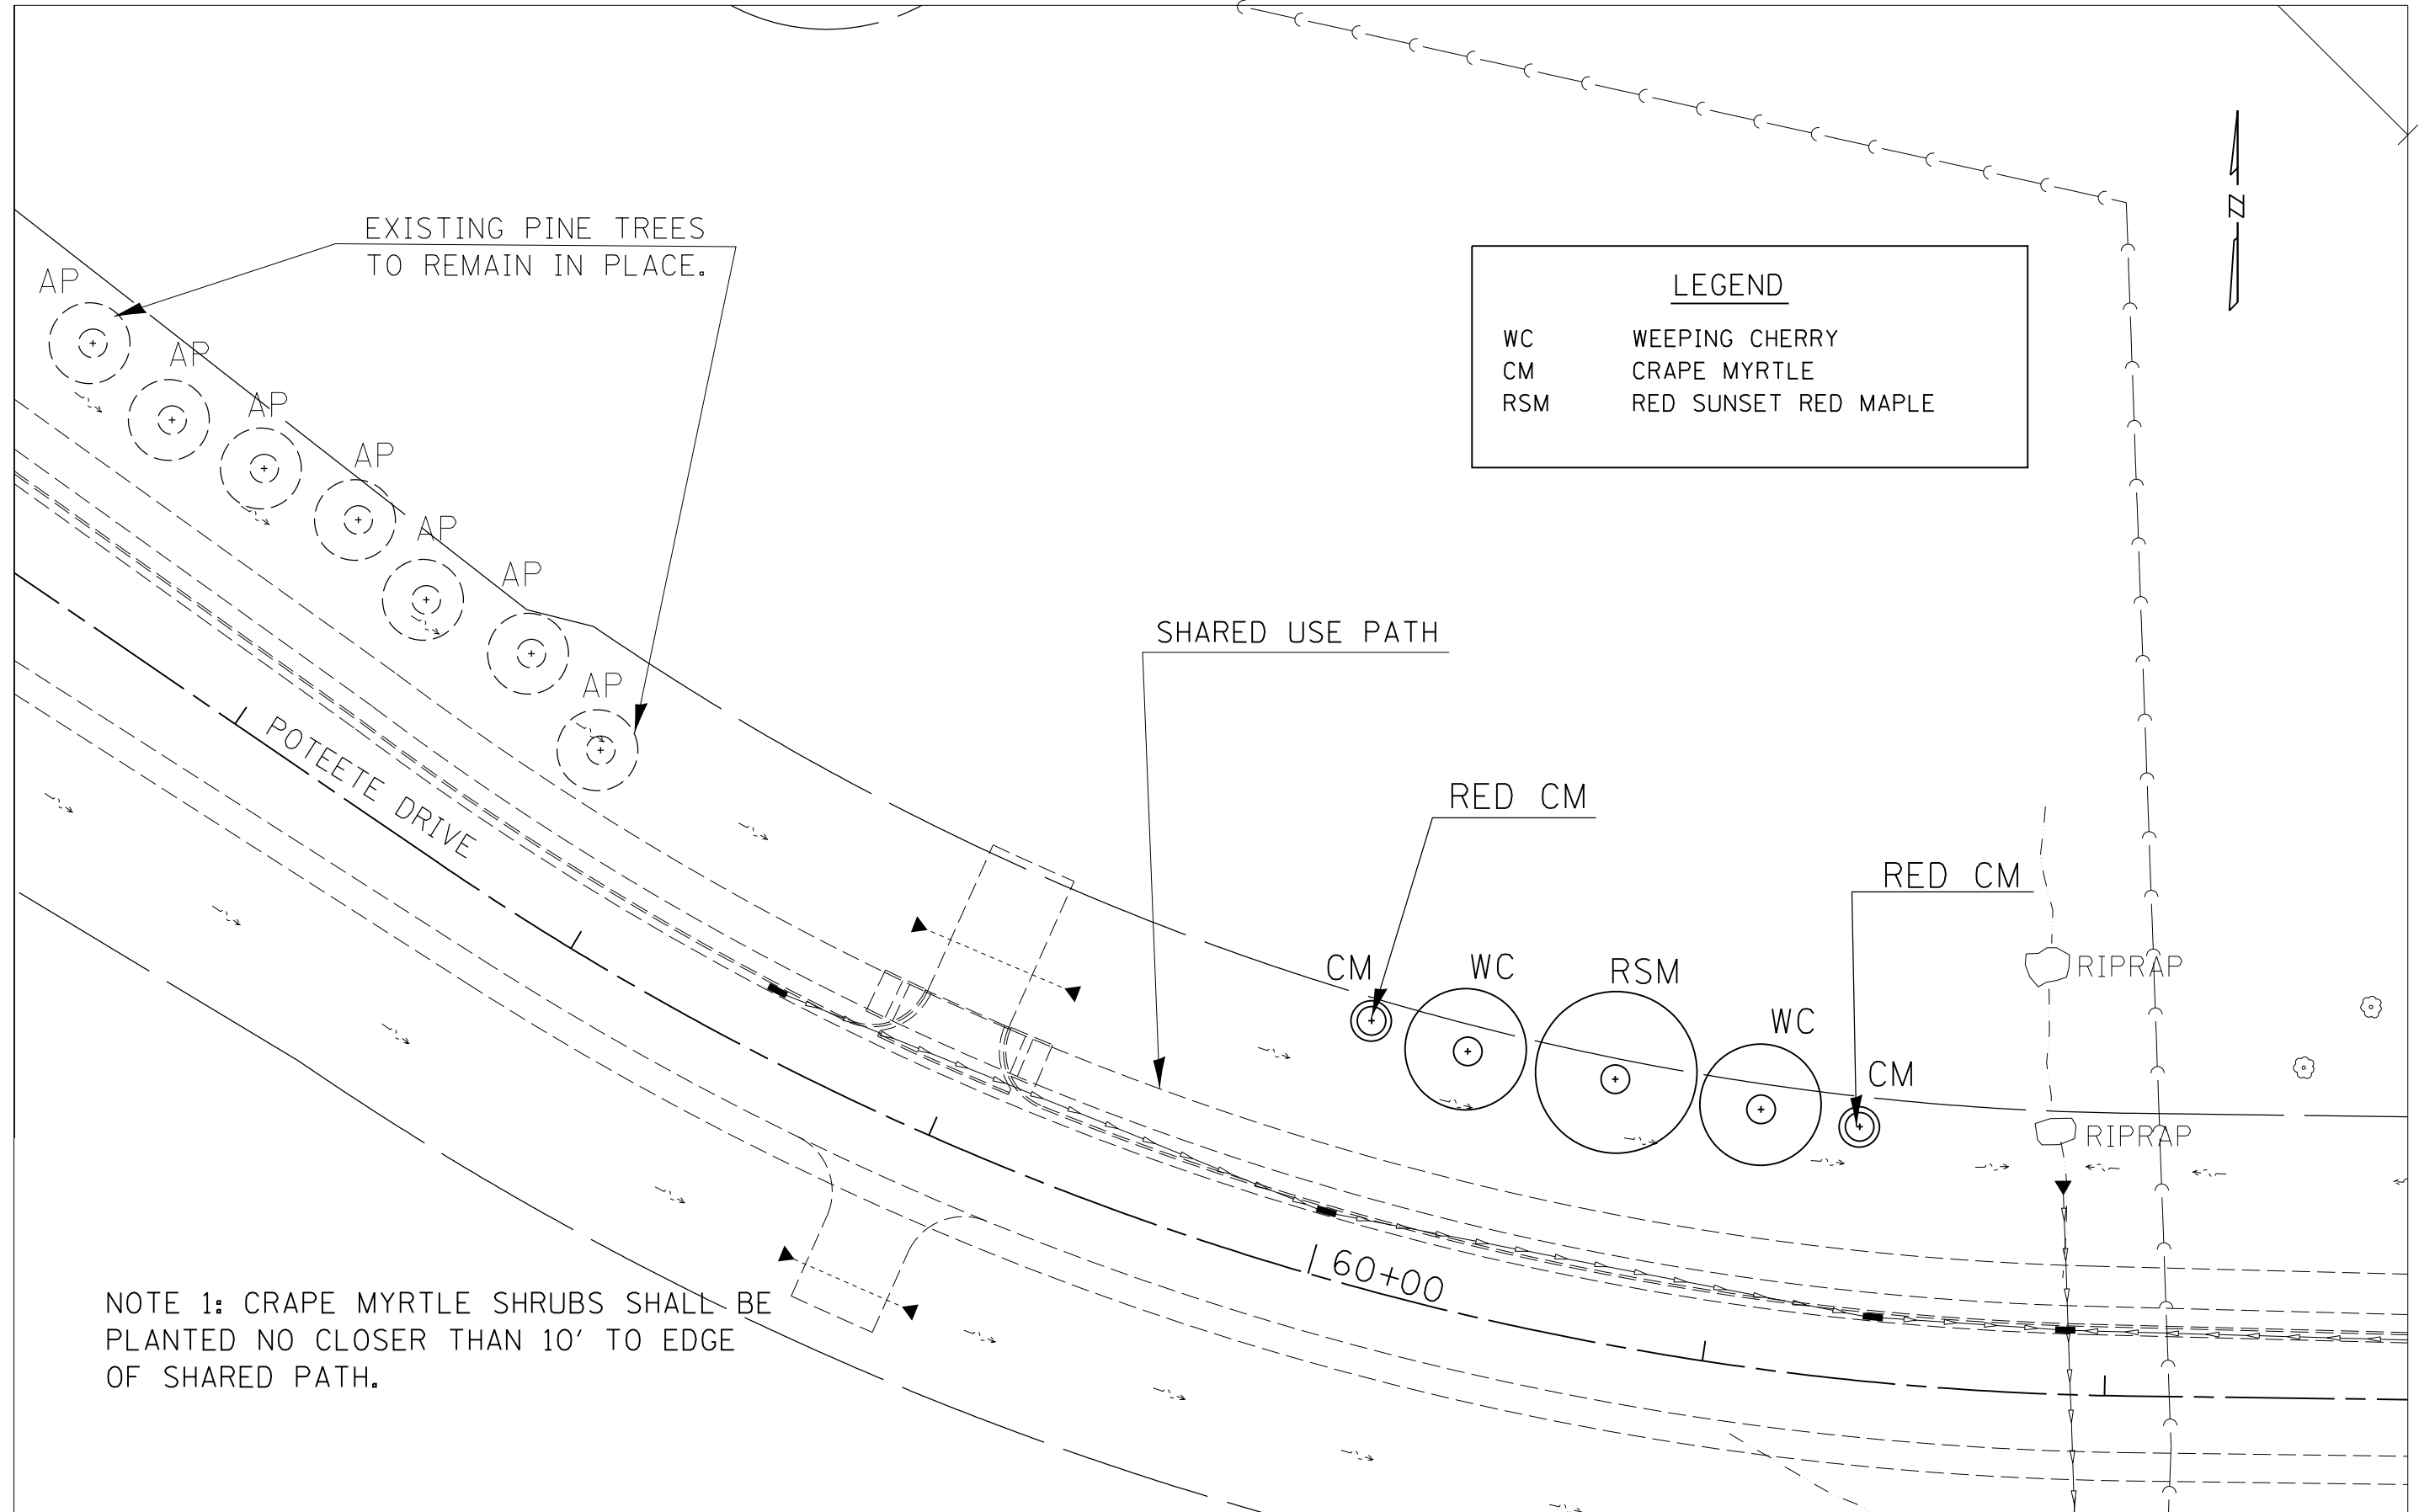 EXISTING PINE TREES
TO REMAIN IN PLACE.
AP
AP
AP
AP
AP
AP
AP
N
LEGEND
WC WEEPING CHERRY
CM CRAPE MYRTLE
RSM RED SUNSET RED MAPLE
SHARED USE PATH
POTEETE DRIVE
RED CM
RED CM
CM
WC
RSM
WC
CM
RIPRAP
RIPRAP
60+00
NOTE 1: CRAPE MYRTLE SHRUBS SHALL BE
PLANTED NO CLOSER THAN 10' TO EDGE
OF SHARED PATH.